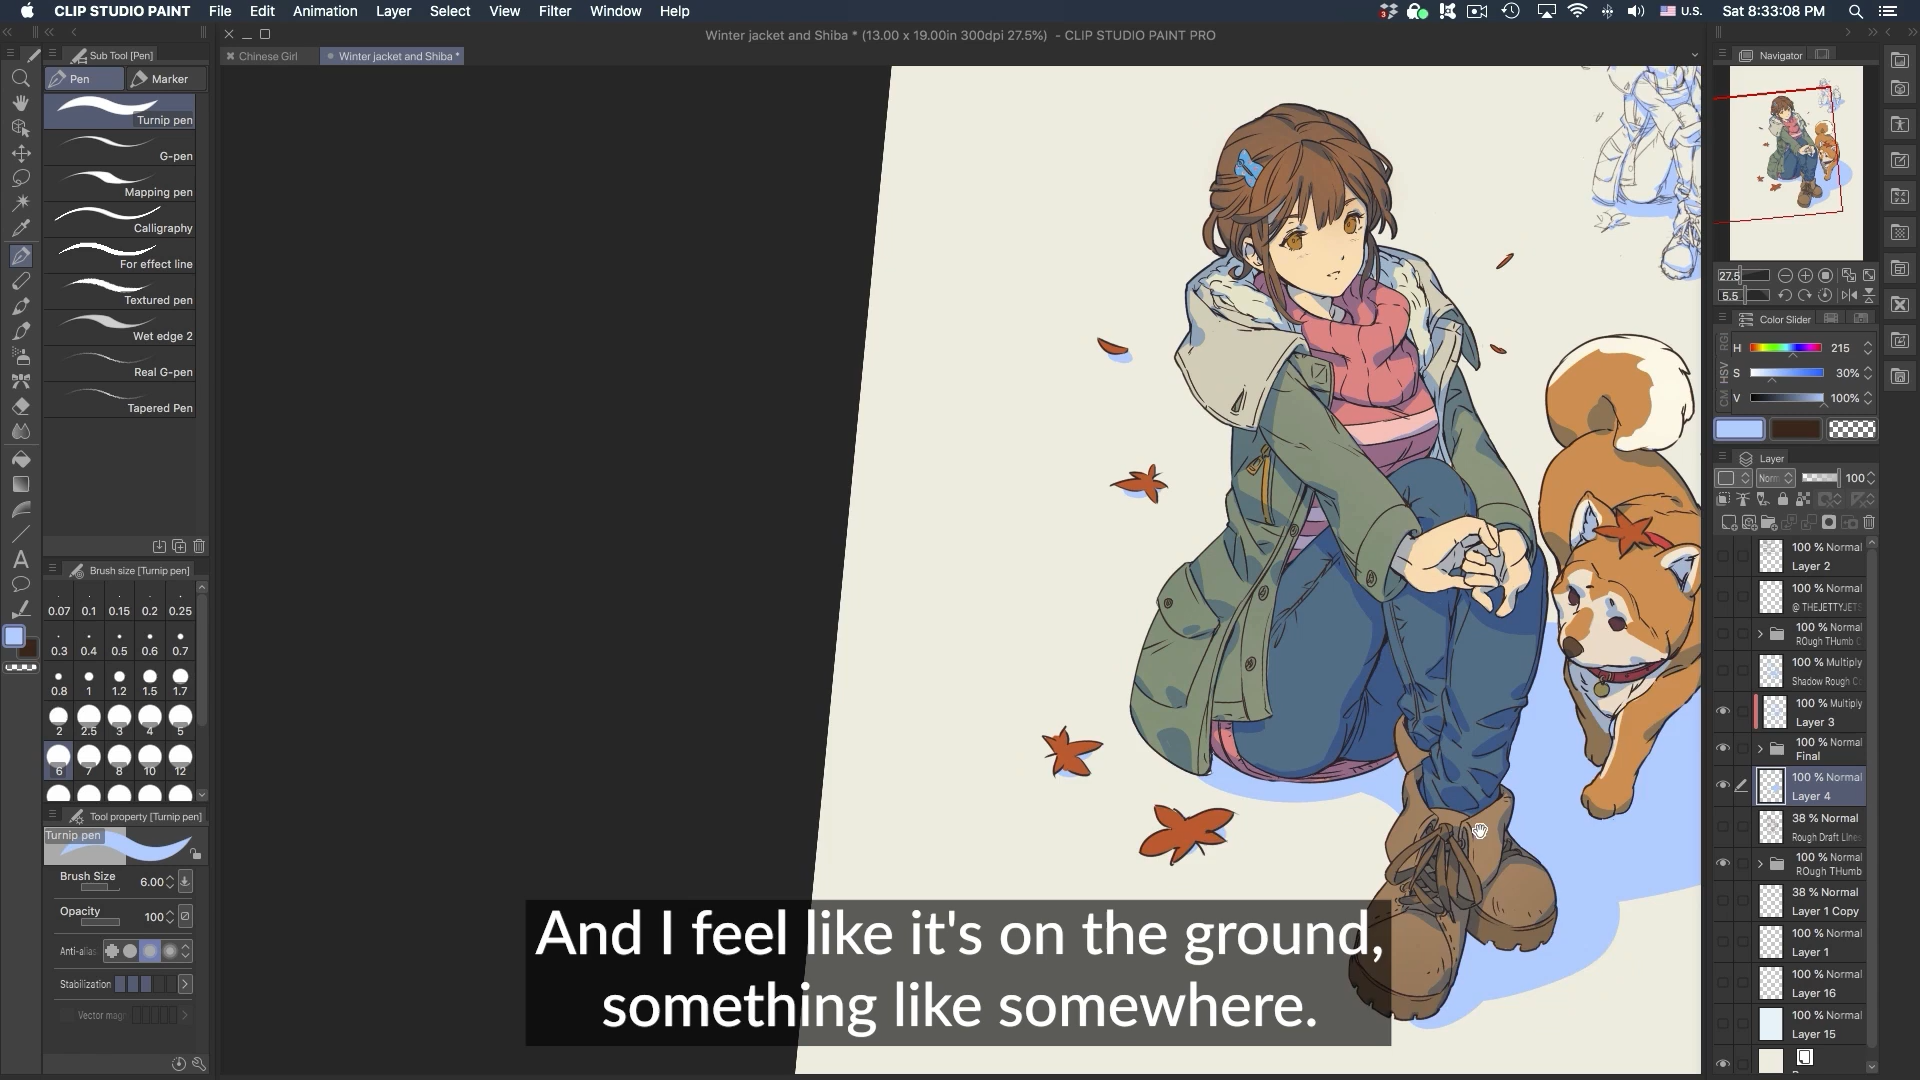 CLIP STUDIO PAINT File Edit Animation Layer Select View Filter Window Help
U.S. Sat 8:33:08 PM
Winter jacket and Shiba * (13.00 x 19.00in 300dpi 27.5%) - CLIP STUDIO PAINT PRO
Chinese Girl
Winter jacket and Shiba *
Sub Tool [Pen]
Pen
Marker
Turnip pen
G-pen
Mapping pen
Calligraphy
For effect line
Textured pen
Wet edge 2
Real G-pen
Tapered Pen
Brush size [Turnip pen]
0.07 0.1 0.15 0.2 0.25
0.3 0.4 0.5 0.6 0.7
0.8 1 1.2 1.5 1.7
2 2.5 3 4 5
6 7 8 10 12
Tool property [Turnip pen]
Turnip pen
Brush Size 6.00
Opacity 100
Anti-alias
Stabilization
Vector magn
And I feel like it's on the ground,
something like somewhere.
Navigator
27.5
5.5
Color Slider
H 215
S 30%
V 100%
Layer
Norm 100
100 % Normal
Layer 2
100 % Normal
@ THEJETTYJET
100 % Normal
ROugh THumb C
100 % Multiply
Shadow Rough C
100 % Multiply
Layer 3
100 % Normal
Final
100 % Normal
Layer 4
38 % Normal
Rough Draft LInes
100 % Normal
ROugh THumb
38 % Normal
Layer 1 Copy
100 % Normal
Layer 1
100 % Normal
Layer 16
100 % Normal
Layer 15